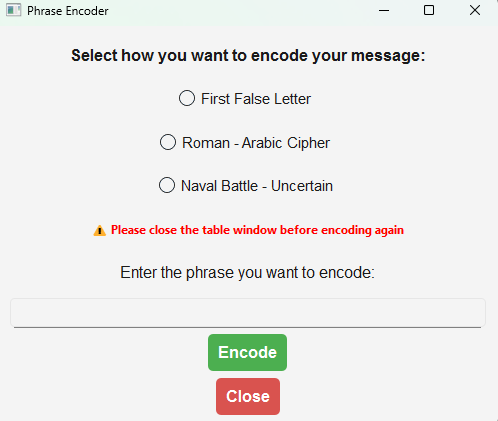 Phrase Encoder
Select how you want to encode your message:
First False Letter
Roman - Arabic Cipher
Naval Battle - Uncertain
⚠ Please close the table window before encoding again
Enter the phrase you want to encode:
Encode
Close